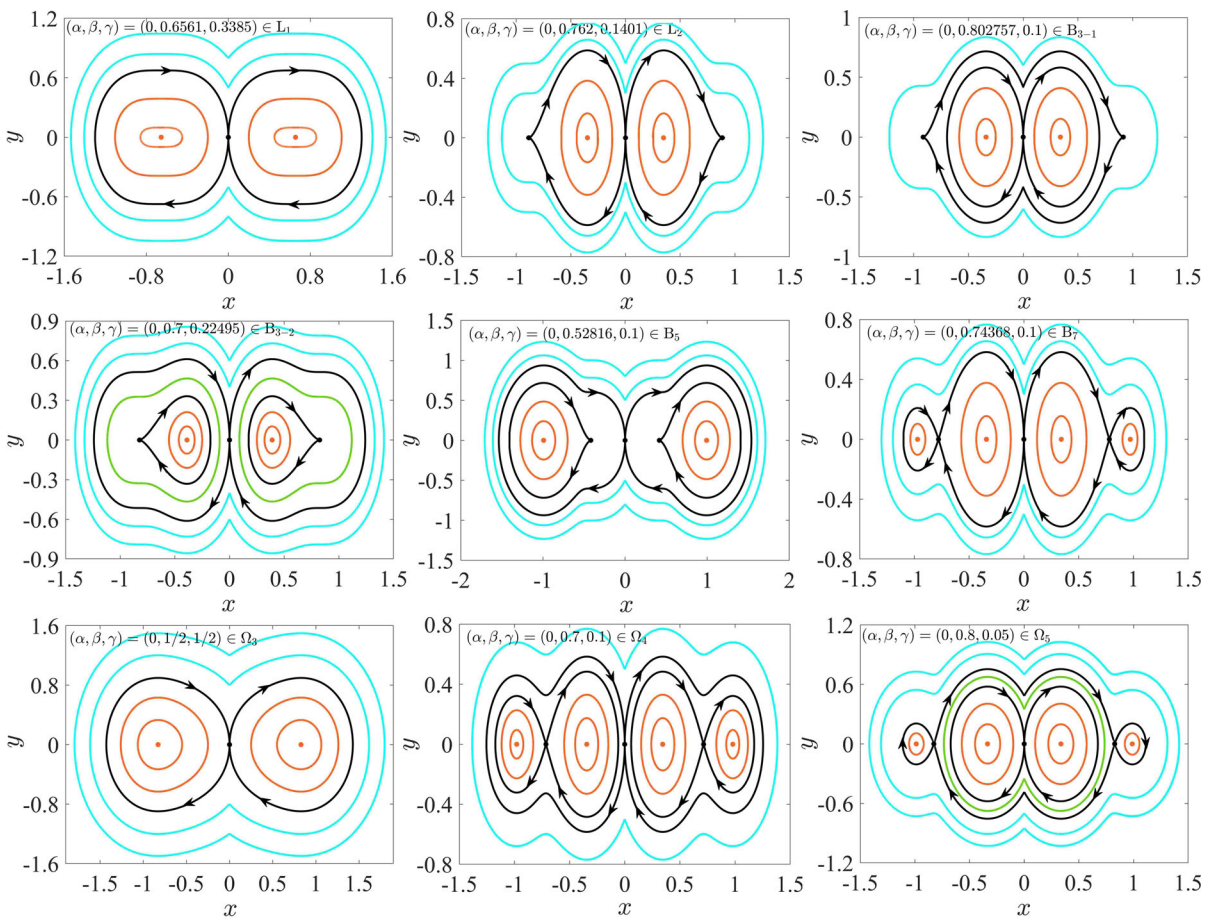 (α, β, γ) = (0, 0.6561, 0.3385) ∈ L₁
1.2
0.6
0
-0.6
-1.2
y
-1.6 -0.8 0 0.8 1.6
x
(α, β, γ) = (0, 0.762, 0.1401) ∈ L₂
0.8
0.4
0
-0.4
-0.8
y
-1.5 -1 -0.5 0 0.5 1 1.5
x
(α, β, γ) = (0, 0.802757, 0.1) ∈ B₃₋₁
1
0.5
0
-0.5
-1
y
-1.5 -1 -0.5 0 0.5 1 1.5
x
(α, β, γ) = (0, 0.7, 0.22495) ∈ B₃₋₂
0.9
0.6
0.3
0
-0.3
-0.6
-0.9
y
-1.5 -1 -0.5 0 0.5 1 1.5
x
(α, β, γ) = (0, 0.52816, 0.1) ∈ B₅
1.5
1
0.5
0
-0.5
-1
-1.5
y
-2 -1 0 1 2
x
(α, β, γ) = (0, 0.74368, 0.1) ∈ B₇
0.8
0.4
0
-0.4
-0.8
y
-1.5 -1 -0.5 0 0.5 1 1.5
x
(α, β, γ) = (0, 1/2, 1/2) ∈ Ω₃
1.6
0.8
0
-0.8
-1.6
y
-1 -0.5 0 0.5 1 1.5
x
(α, β, γ) = (0, 0.7, 0.1) ∈ Ω₄
0.8
0.4
0
-0.4
-0.8
y
-1.5 -1 -0.5 0 0.5 1 1.5
x
(α, β, γ) = (0, 0.8, 0.05) ∈ Ω₅
1.2
0.6
0
-0.6
-1.2
y
-1.5 -1 -0.5 0 0.5 1 1.5
x